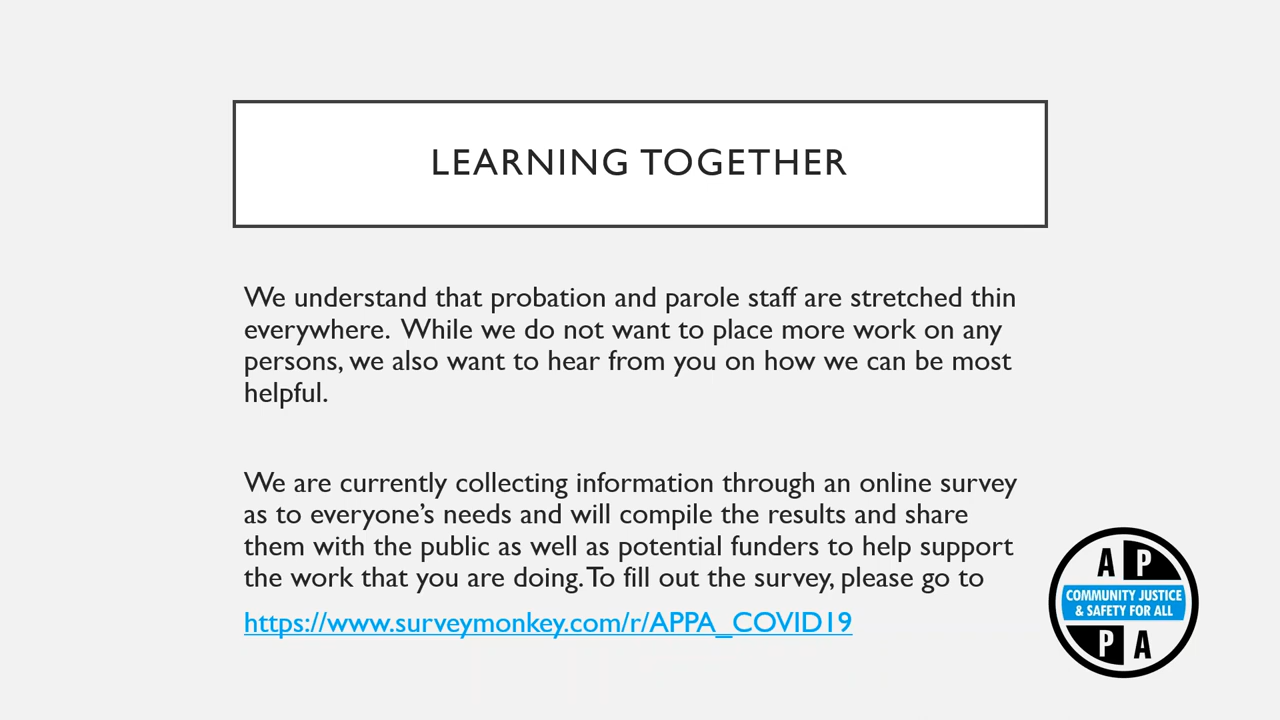 LEARNING TOGETHER
We understand that probation and parole staff are stretched thin
everywhere.  While we do not want to place more work on any
persons, we also want to hear from you on how we can be most
helpful.
We are currently collecting information through an online survey
as to everyone’s needs and will compile the results and share
them with the public as well as potential funders to help support
the work that you are doing. To fill out the survey, please go to
https://www.surveymonkey.com/r/APPA_COVID19
A P
COMMUNITY JUSTICE
& SAFETY FOR ALL
P A